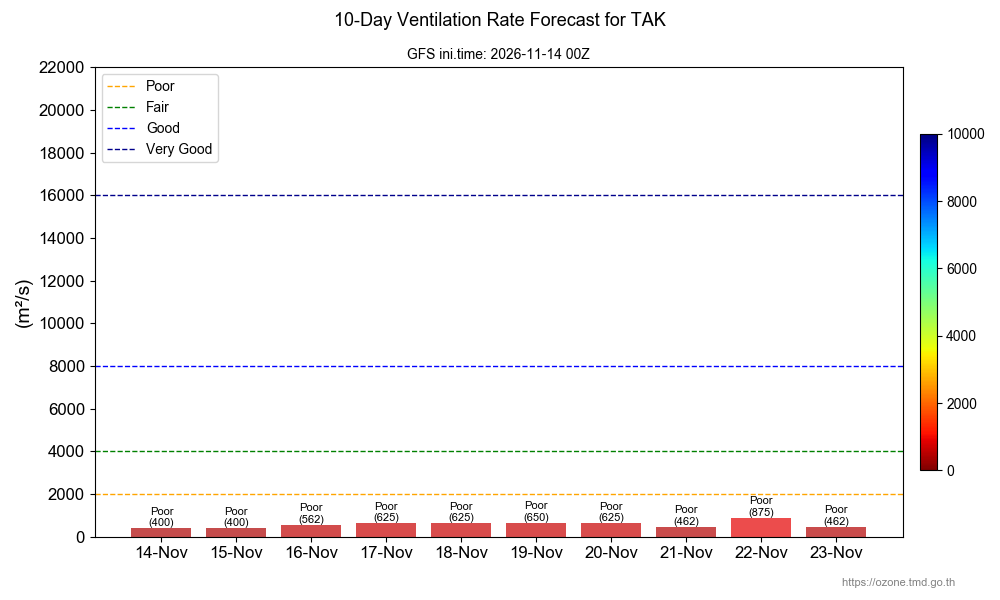 10-Day Ventilation Rate Forecast for TAK
GFS ini.time: 2026-11-14 00Z
(m²/s)
22000
20000
18000
16000
14000
12000
10000
8000
6000
4000
2000
0
Poor
Fair
Good
Very Good
Poor
(400)
Poor
(400)
Poor
(562)
Poor
(625)
Poor
(625)
Poor
(650)
Poor
(625)
Poor
(462)
Poor
(875)
Poor
(462)
14-Nov 15-Nov 16-Nov 17-Nov 18-Nov 19-Nov 20-Nov 21-Nov 22-Nov 23-Nov
10000
8000
6000
4000
2000
0
https://ozone.tmd.go.th